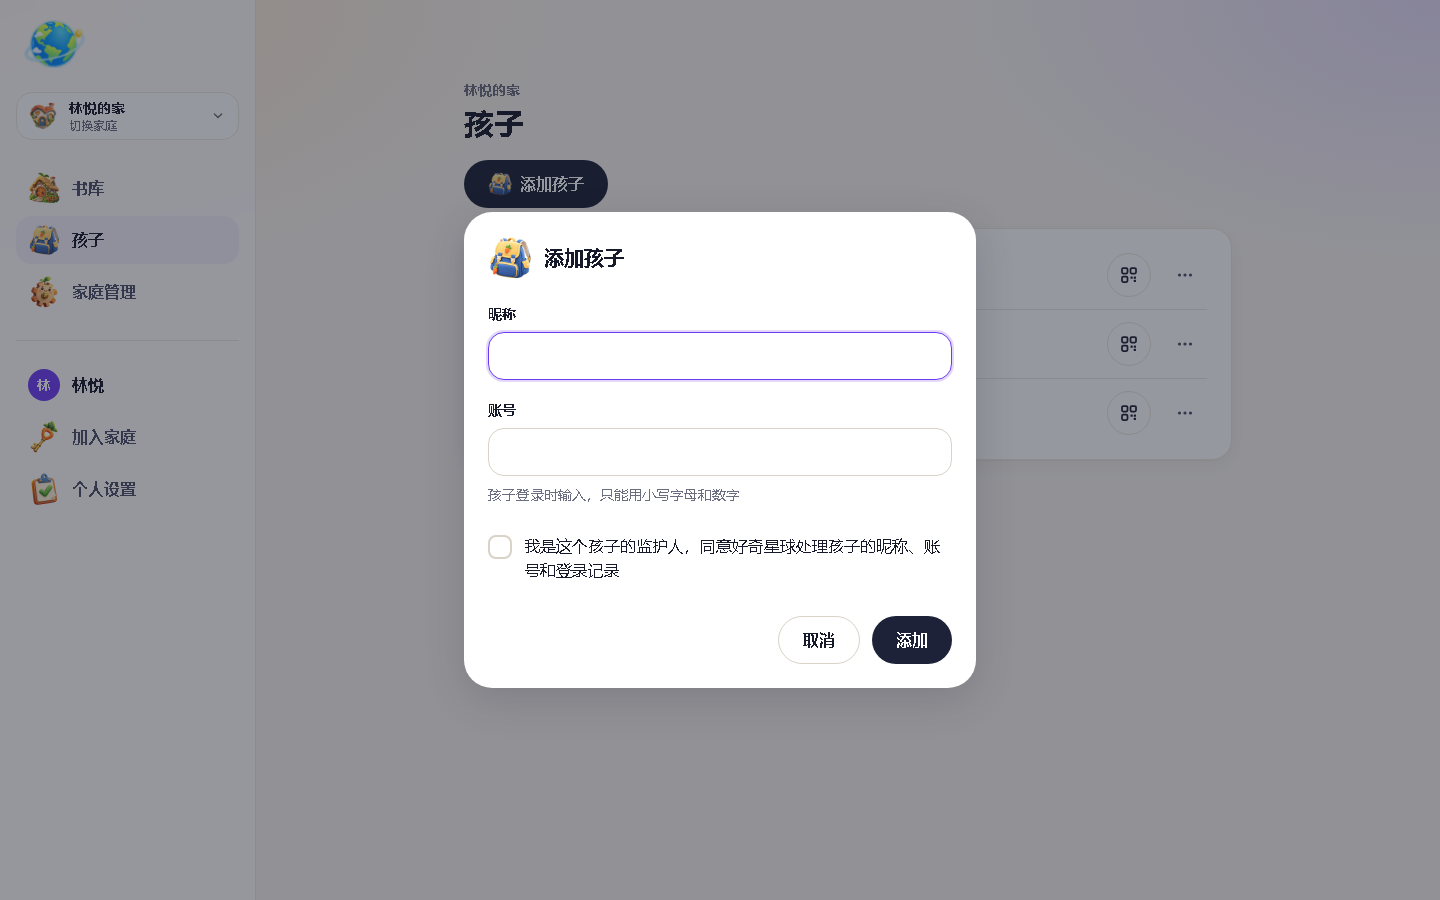 林悦的家
切换家庭
书库
孩子
家庭管理
林
林悦
加入家庭
个人设置
林悦的家
孩子
添加孩子
添加孩子
昵称
账号
孩子登录时输入，只能用小写字母和数字
我是这个孩子的监护人，同意好奇星球处理孩子的昵称、账
号和登录记录
取消
添加